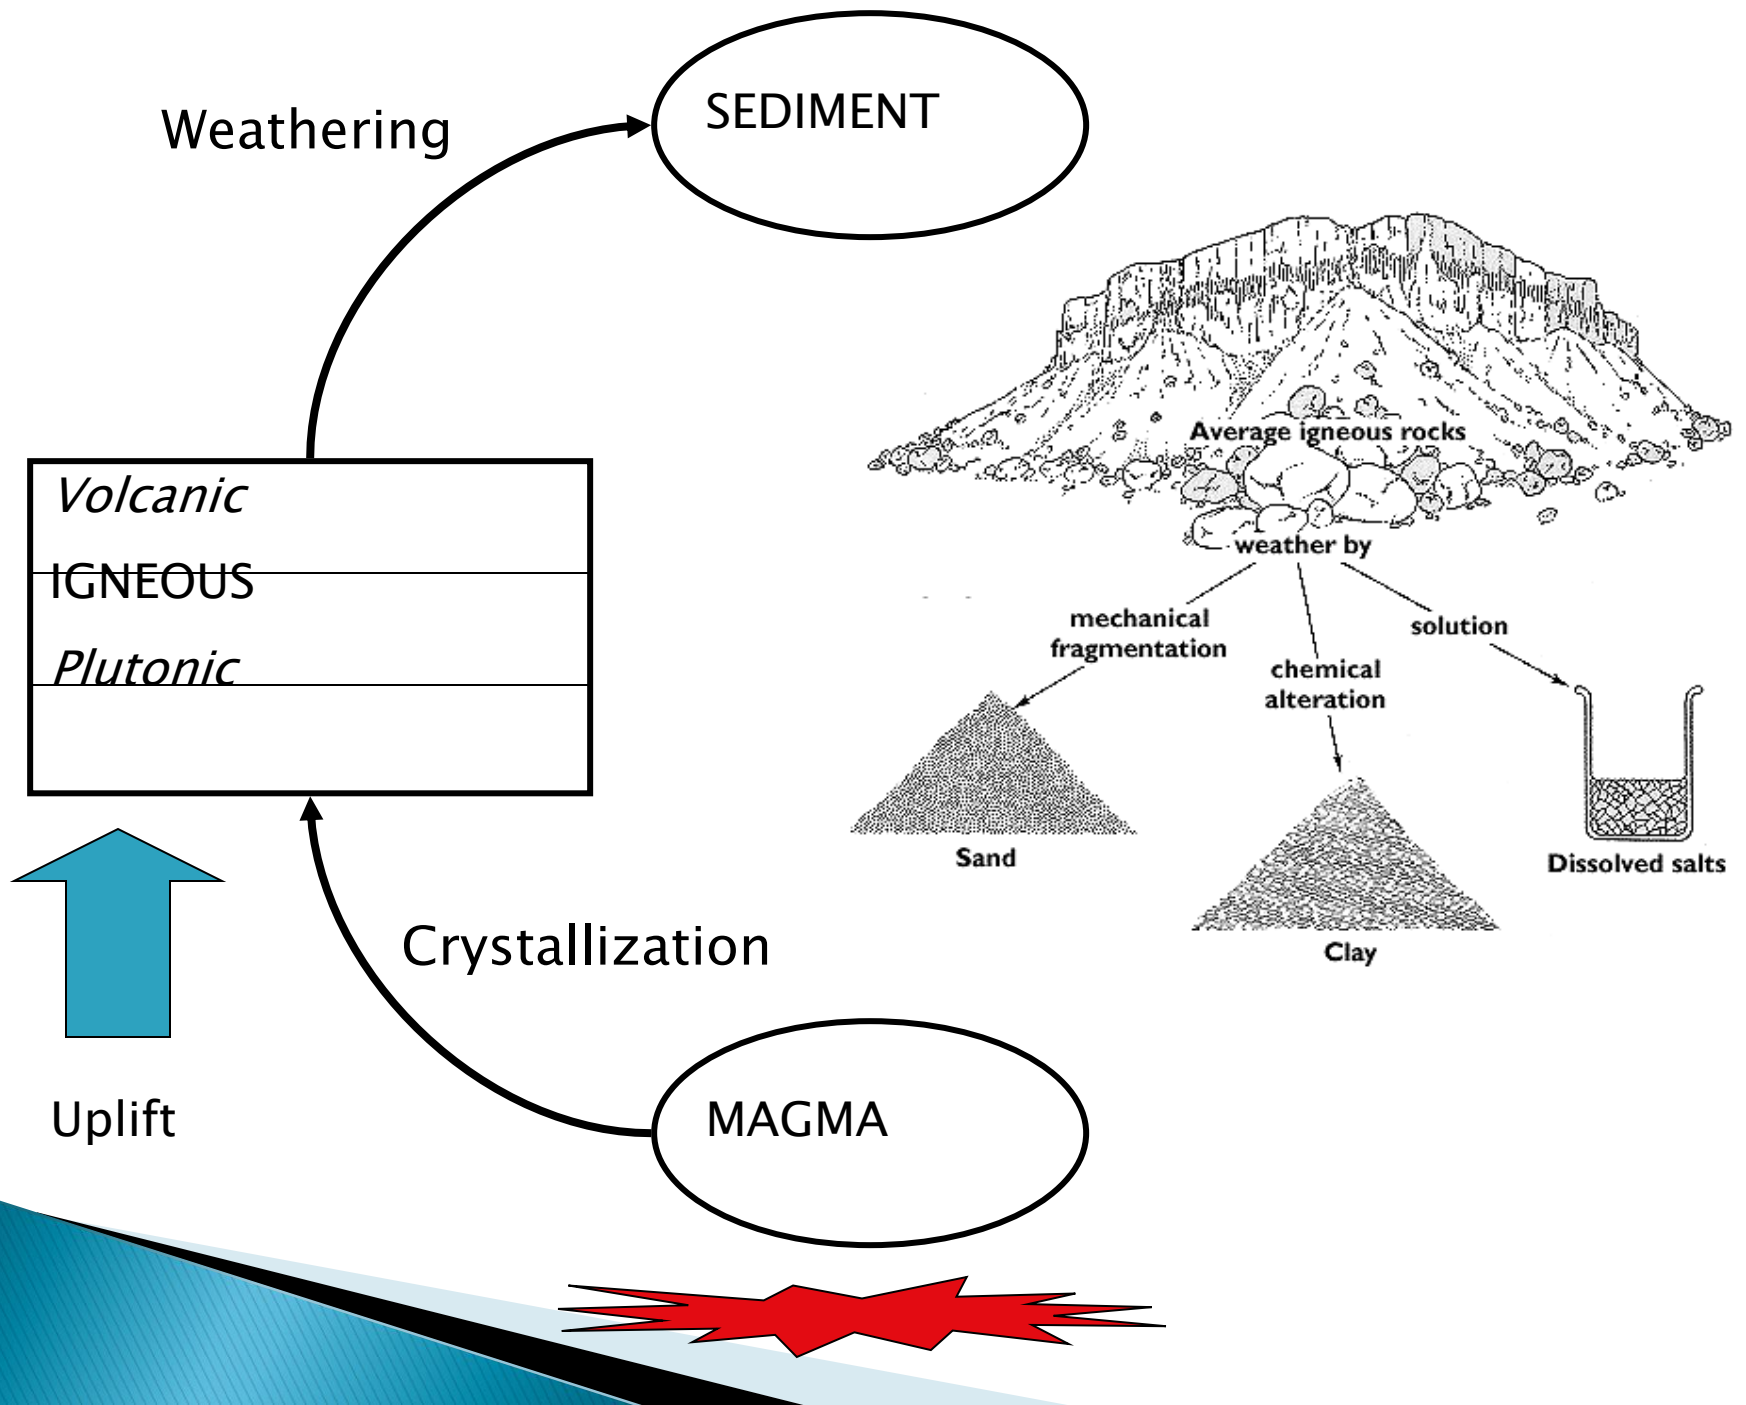 SEDIMENT
Weathering
Volcanic
IGNEOUS
Plutonic
Crystallization
Uplift
MAGMA
Average igneous rocks
weather by
mechanical
fragmentation
chemical
alteration
solution
Sand
Clay
Dissolved salts